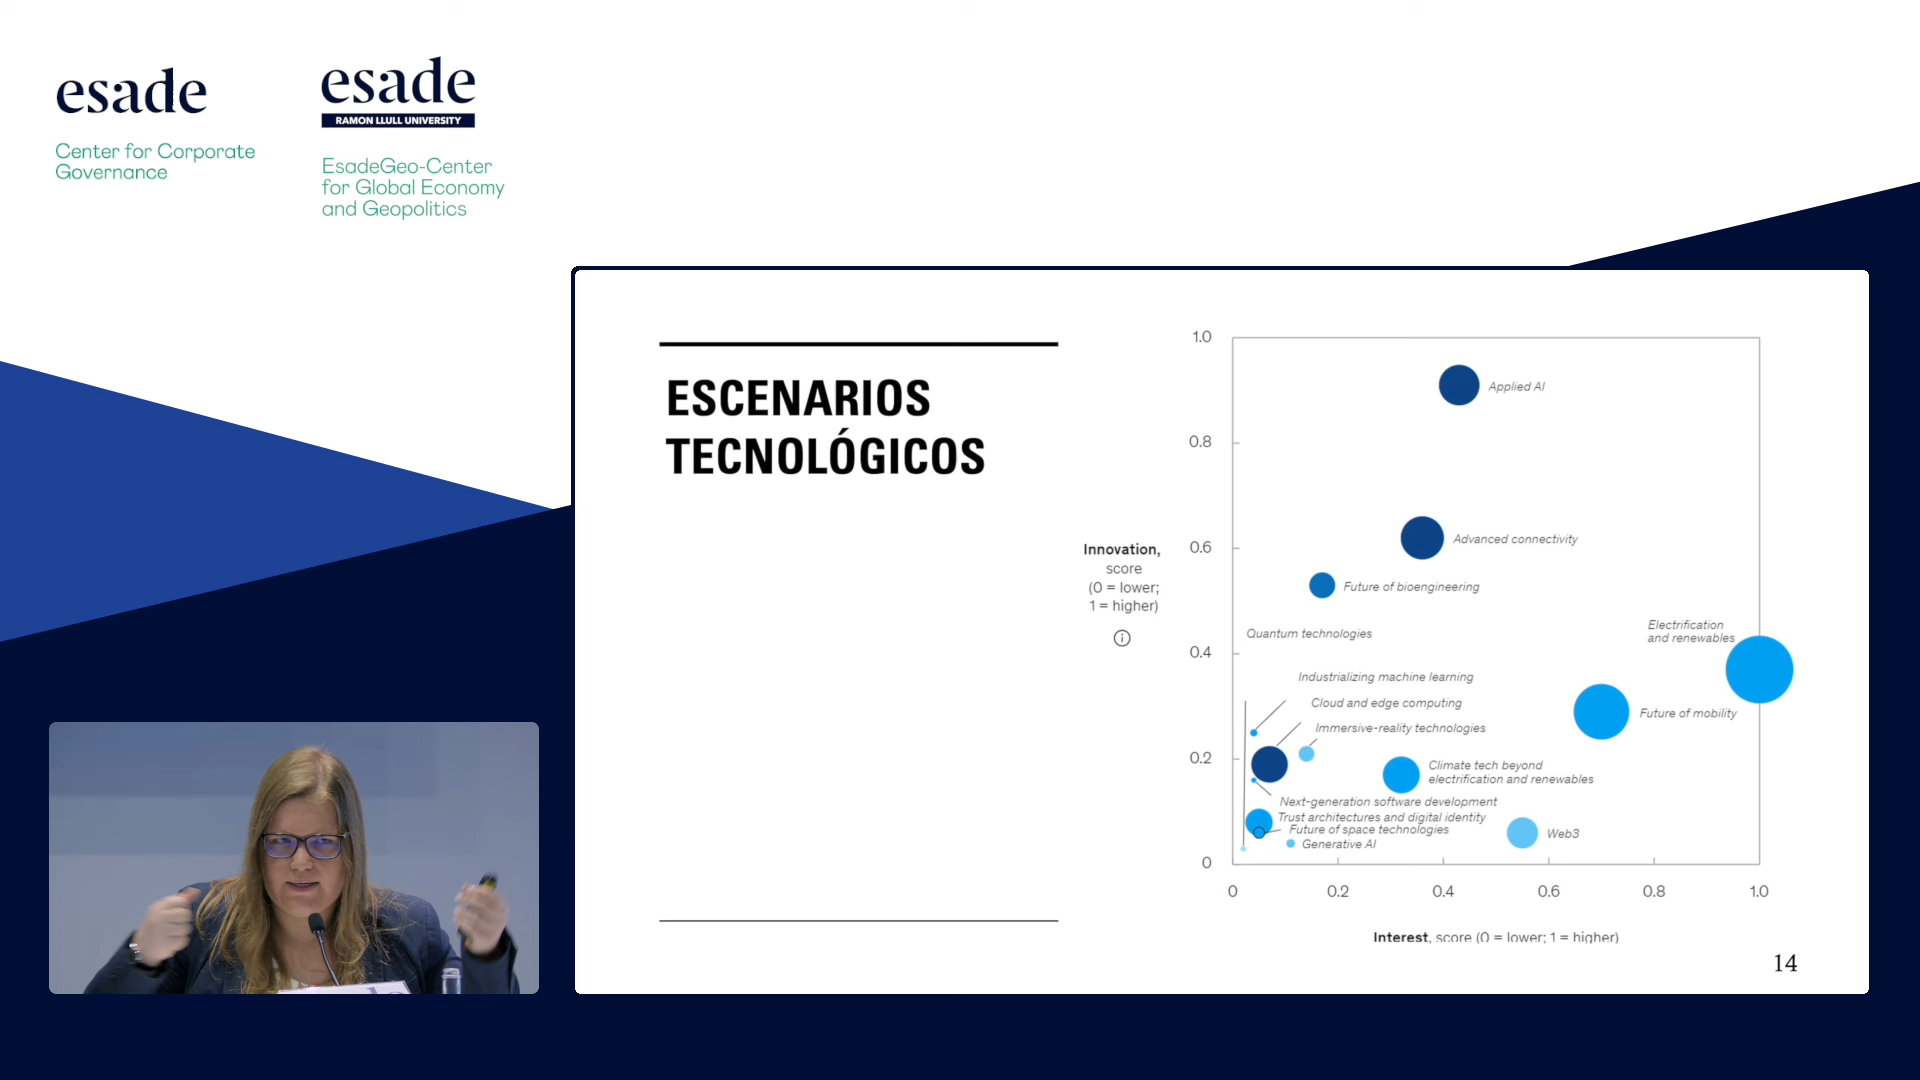 esade
Center for Corporate
Governance
esade
RAMON LLULL UNIVERSITY
EsadeGeo-Center
for Global Economy
and Geopolitics
ESCENARIOS
TECNOLÓGICOS
Innovation,
score
(0 = lower;
1 = higher)
1.0
0.8
0.6
0.4
0.2
0
Applied AI
Advanced connectivity
Future of bioengineering
Quantum technologies
Electrification
and renewables
Industrializing machine learning
Cloud and edge computing
Future of mobility
Immersive-reality technologies
Climate tech beyond
electrification and renewables
Next-generation software development
Trust architectures and digital identity
Future of space technologies
Web3
Generative AI
0
0.2
0.4
0.6
0.8
1.0
Interest, score (0 = lower; 1 = higher)
14